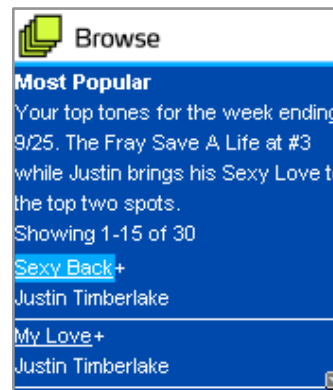 Browse
Most Popular
Your top tones for the week ending
9/25. The Fray Save A Life at #3
while Justin brings his Sexy Love
the top two spots.
Showing 1-15 of 30
Sexy Back+
Justin Timberlake
My Love+
Justin Timberlake